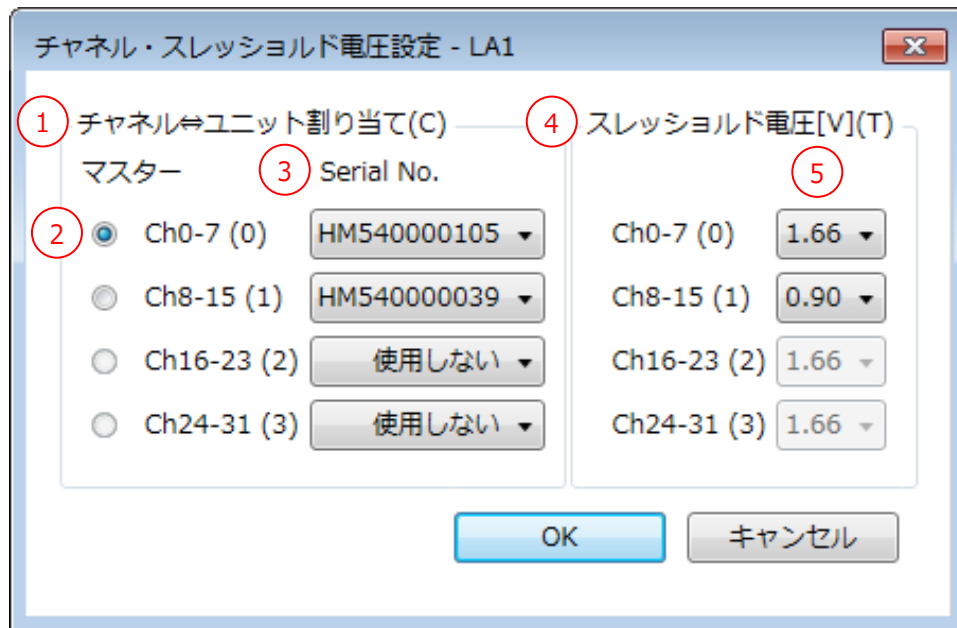 チャネル・スレッショルド電圧設定 - LA1
1 チャネル⇔ユニット割り当て(C) 4 スレッショルド電圧[V](T)
マスター 3 Serial No. 5
2 Ch0-7 (0) HM540000105 Ch0-7 (0) 1.66
Ch8-15 (1) HM540000039 Ch8-15 (1) 0.90
Ch16-23 (2) 使用しない Ch16-23 (2) 1.66
Ch24-31 (3) 使用しない Ch24-31 (3) 1.66
OK キャンセル